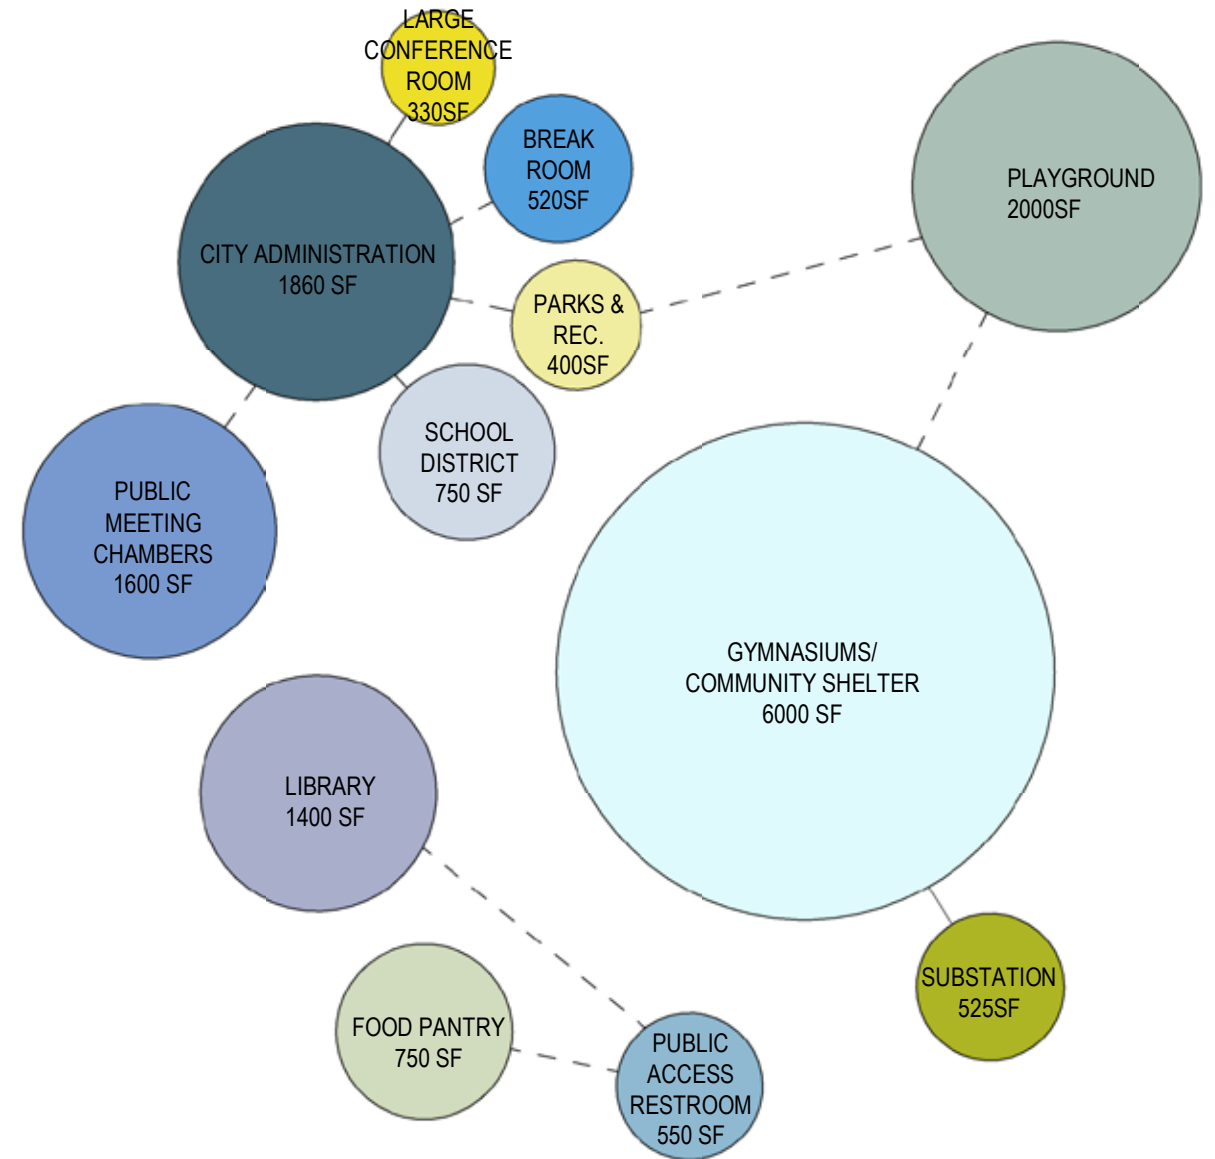 LARGE
CONFERENCE
ROOM
330SF
BREAK
ROOM
520SF
PLAYGROUND
2000SF
CITY ADMINISTRATION
1860 SF
PARKS &
REC.
400SF
SCHOOL
DISTRICT
750 SF
PUBLIC
MEETING
CHAMBERS
1600 SF
GYMNASIUMS/
COMMUNITY SHELTER
6000 SF
LIBRARY
1400 SF
SUBSTATION
525SF
FOOD PANTRY
750 SF
PUBLIC
ACCESS
RESTROOM
550 SF